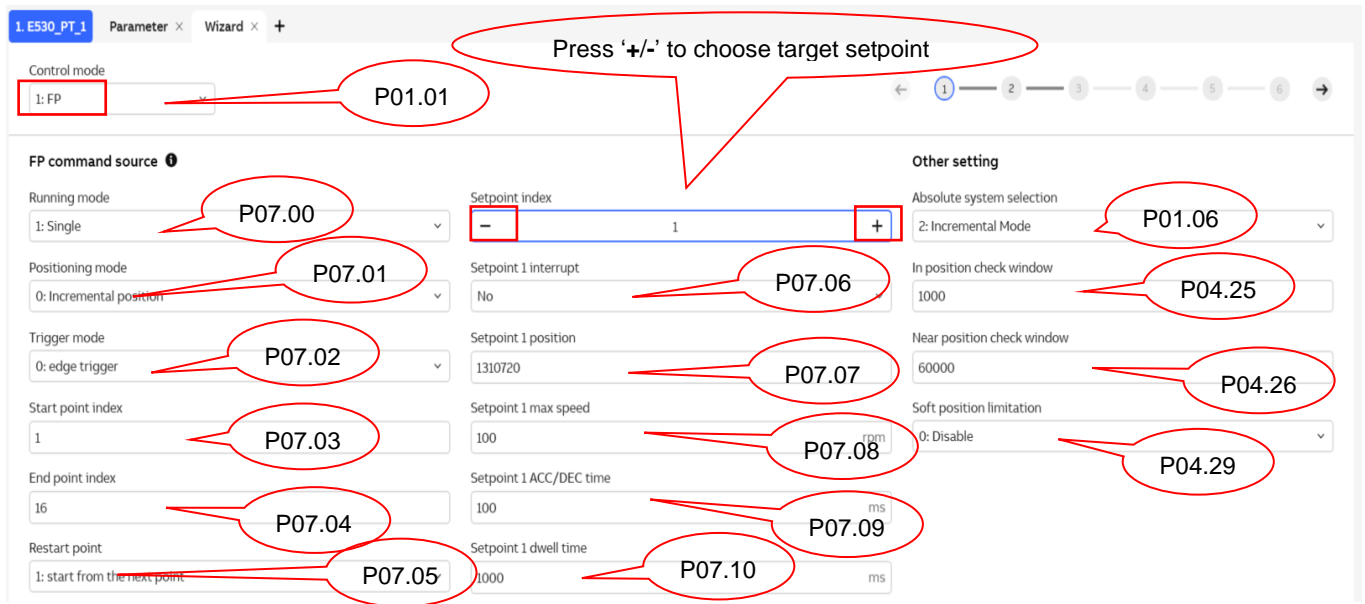 1. E530_PT_1 Parameter × Wizard × +
Press ‘+/-’ to choose target setpoint
Control mode
1: FP
P01.01
← 1 2 3 4 5 6 →
FP command source
Running mode
1: Single
P07.00
Positioning mode
0: Incremental position
P07.01
Trigger mode
0: edge trigger
P07.02
Start point index
1
P07.03
End point index
16
P07.04
Restart point
1: start from the next point
P07.05
Setpoint index
− 1 +
Setpoint 1 interrupt
No
P07.06
Setpoint 1 position
1310720
P07.07
Setpoint 1 max speed
100 rpm
P07.08
Setpoint 1 ACC/DEC time
100 ms
P07.09
Setpoint 1 dwell time
1000 ms
P07.10
Other setting
Absolute system selection
2: Incremental Mode
P01.06
In position check window
1000
P04.25
Near position check window
60000
P04.26
Soft position limitation
0: Disable
P04.29